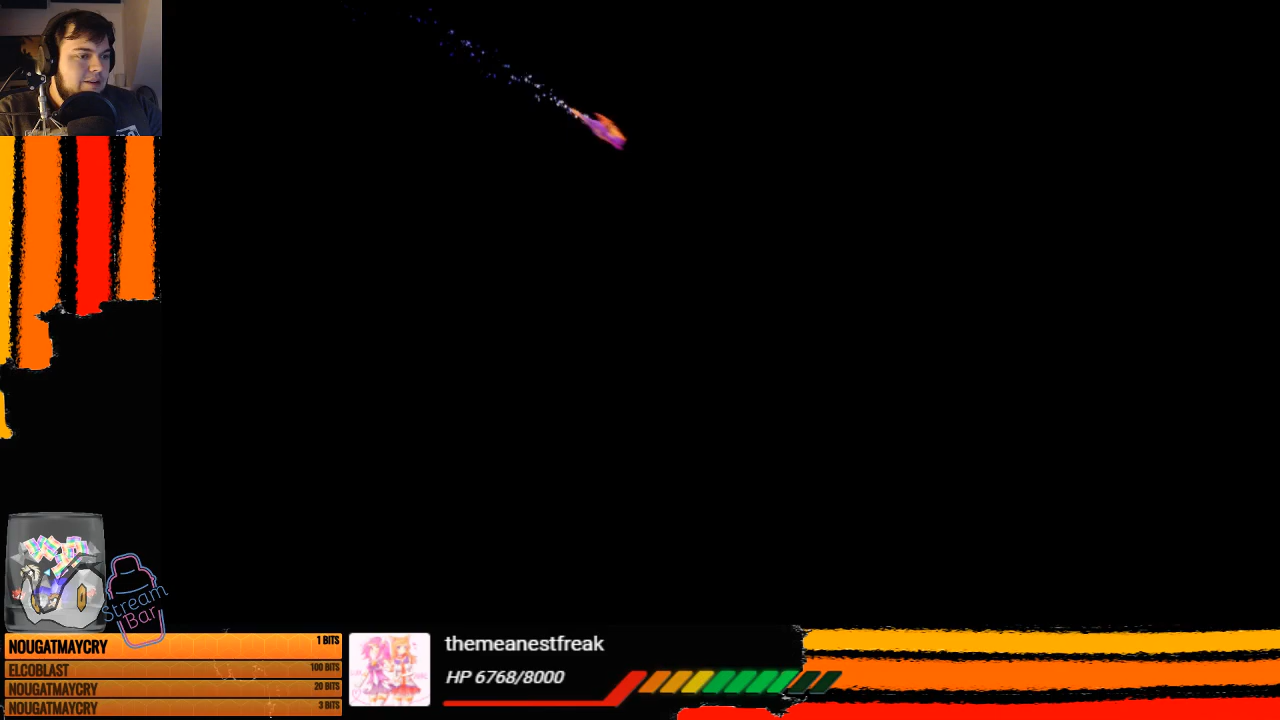 Stream
Bar
NOUGATMAYCRY 1 BITS
ELCOBLAST 100 BITS
NOUGATMAYCRY 20 BITS
NOUGATMAYCRY 3 BITS
themeanestfreak
HP 6768/8000